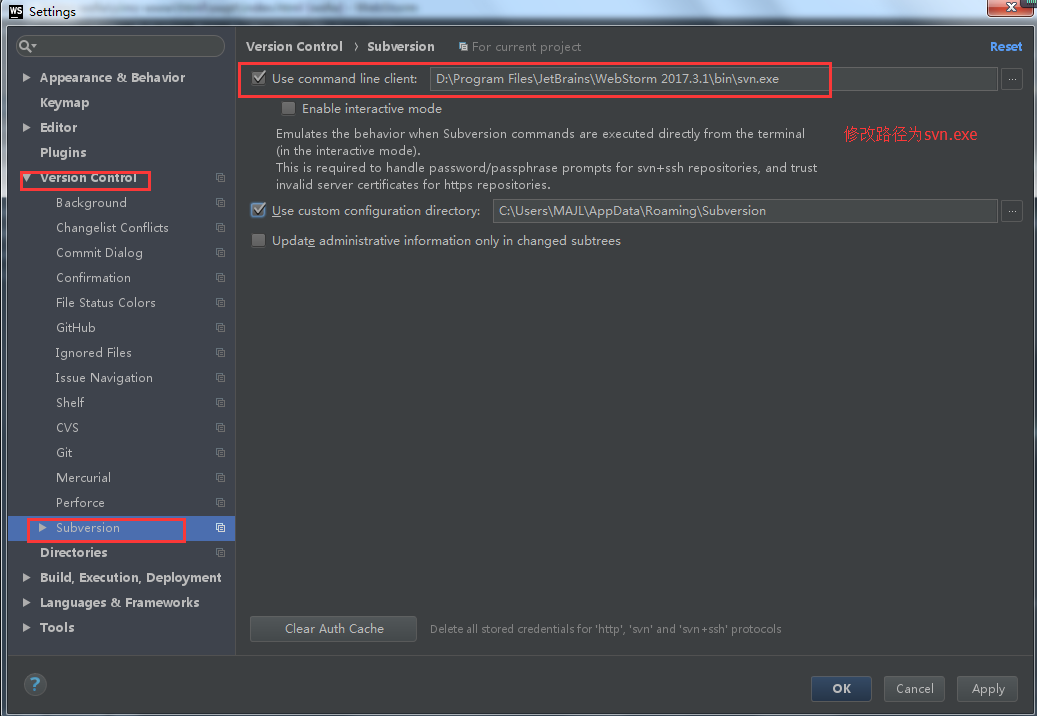 WS Settings
Appearance & Behavior
Keymap
Editor
Plugins
Version Control
Background
Changelist Conflicts
Commit Dialog
Confirmation
File Status Colors
GitHub
Ignored Files
Issue Navigation
Shelf
CVS
Git
Mercurial
Perforce
Subversion
Directories
Build, Execution, Deployment
Languages & Frameworks
Tools
Version Control › Subversion For current project Reset
Use command line client: D:\Program Files\JetBrains\WebStorm 2017.3.1\bin\svn.exe ...
Enable interactive mode
Emulates the behavior when Subversion commands are executed directly from the terminal
(in the interactive mode).
This is required to handle password/passphrase prompts for svn+ssh repositories, and trust
invalid server certificates for https repositories.
修改路径为svn.exe
Use custom configuration directory: C:\Users\MAJL\AppData\Roaming\Subversion ...
Update administrative information only in changed subtrees
Clear Auth Cache Delete all stored credentials for 'http', 'svn' and 'svn+ssh' protocols
? OK Cancel Apply